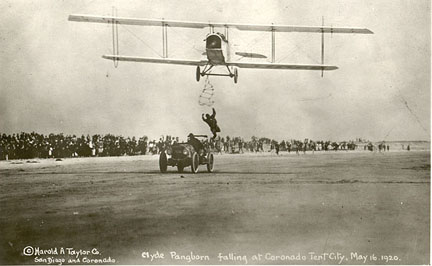 © Harold A Taylor Co.
San Diego and Coronado
Clyde Pangborn falling at Coronado Tent City, May 16 1920.